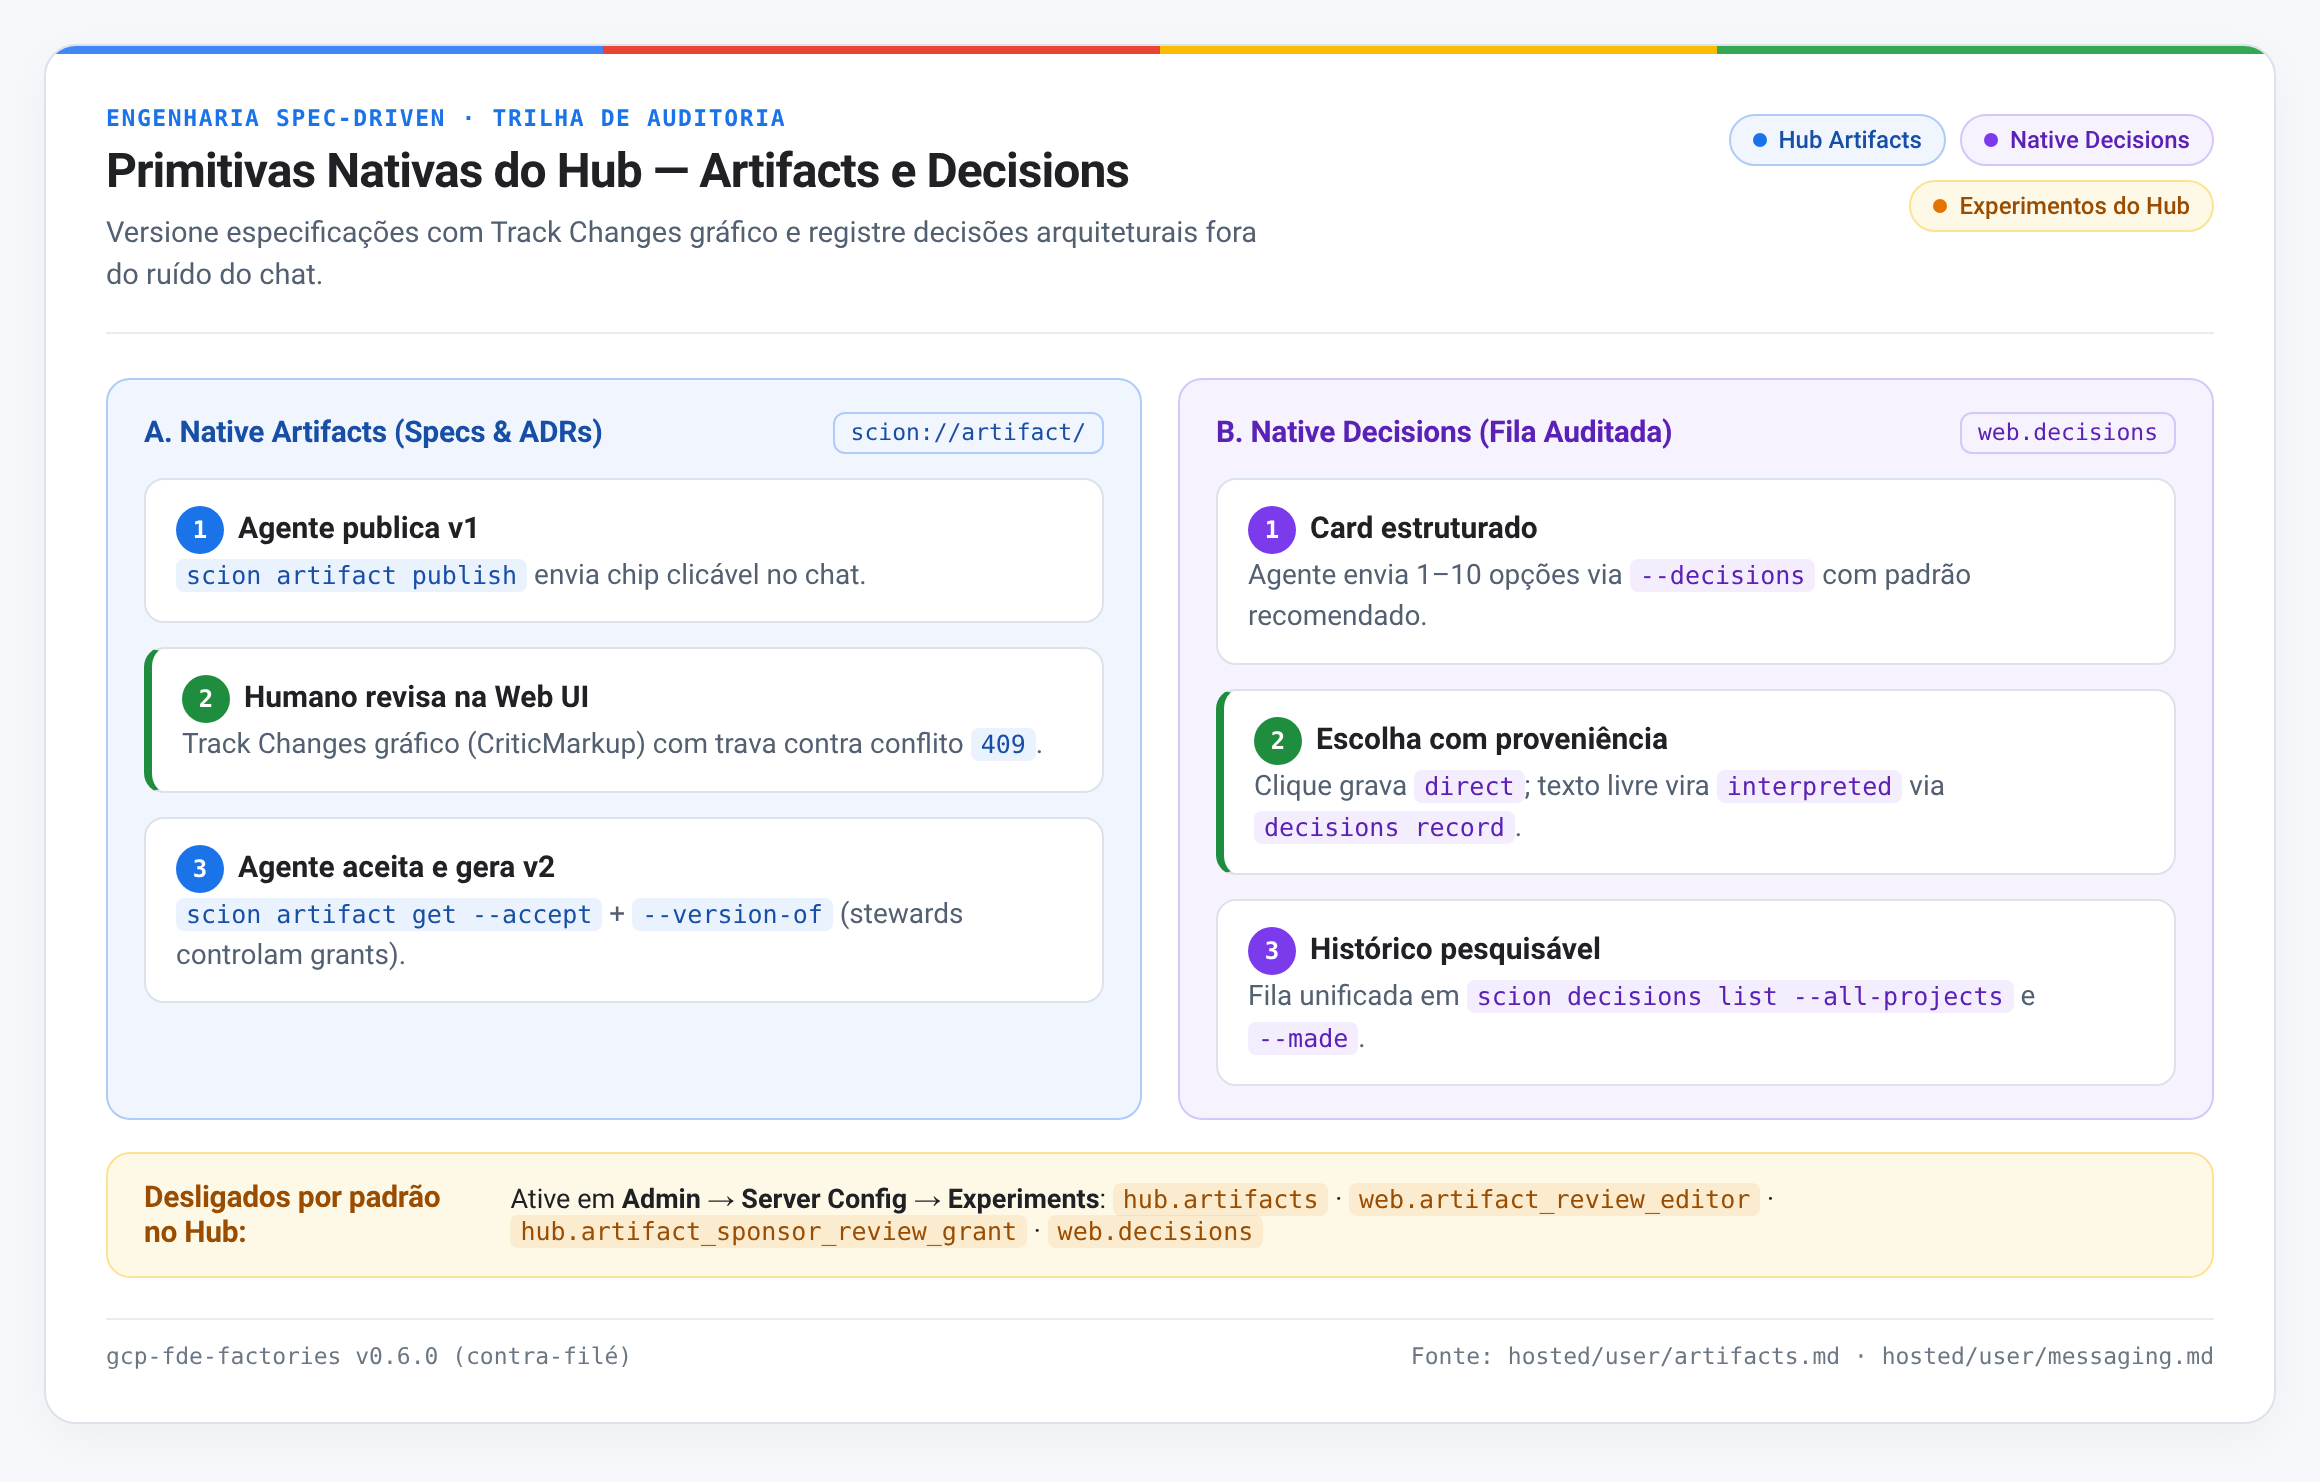 ENGENHARIA SPEC-DRIVEN · TRILHA DE AUDITORIA
Primitivas Nativas do Hub — Artifacts e Decisions
Versione especificações com Track Changes gráfico e registre decisões arquiteturais fora
do ruído do chat.
Hub Artifacts
Native Decisions
Experimentos do Hub
A. Native Artifacts (Specs & ADRs)
scion://artifact/
1 Agente publica v1
scion artifact publish envia chip clicável no chat.
2 Humano revisa na Web UI
Track Changes gráfico (CriticMarkup) com trava contra conflito 409.
3 Agente aceita e gera v2
scion artifact get --accept + --version-of (stewards
controlam grants).
B. Native Decisions (Fila Auditada)
web.decisions
1 Card estruturado
Agente envia 1–10 opções via --decisions com padrão
recomendado.
2 Escolha com proveniência
Clique grava direct; texto livre vira interpreted via
decisions record.
3 Histórico pesquisável
Fila unificada em scion decisions list --all-projects e
--made.
Desligados por padrão
no Hub:
Ative em Admin → Server Config → Experiments: hub.artifacts · web.artifact_review_editor ·
hub.artifact_sponsor_review_grant · web.decisions
gcp-fde-factories v0.6.0 (contra-filé)
Fonte: hosted/user/artifacts.md · hosted/user/messaging.md